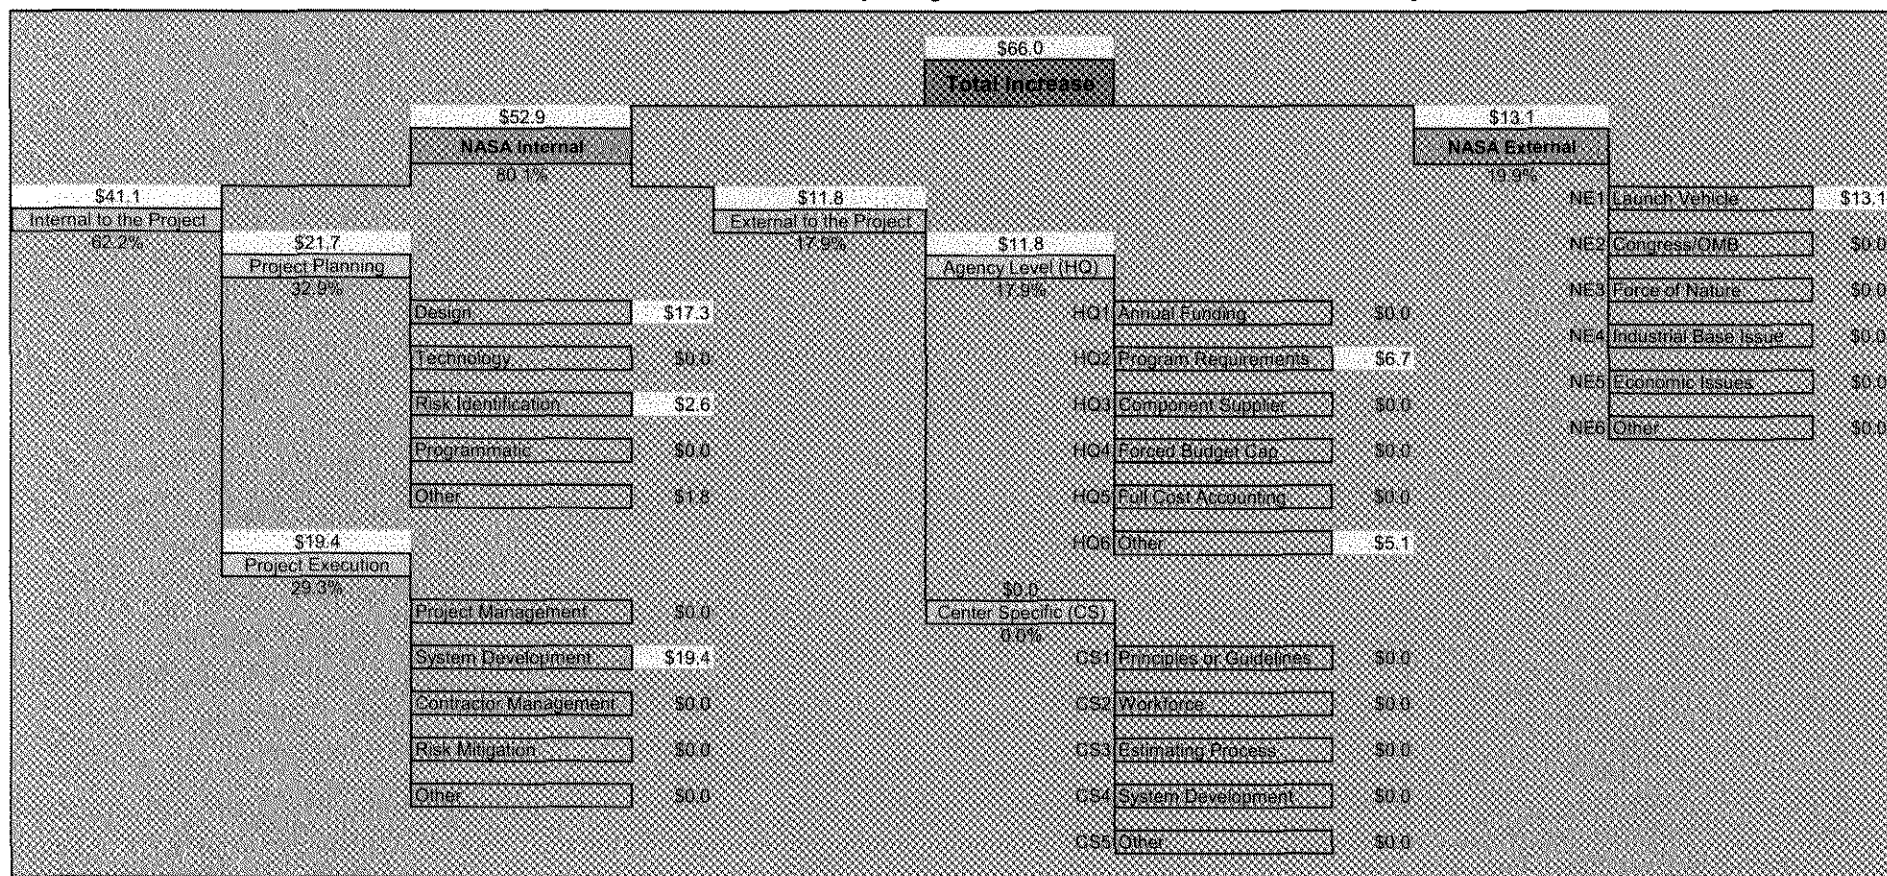 $66.0
Total Increase
$52.9
NASA Internal
80.1%
$13.1
NASA External
19.9%
$41.1
Internal to the Project
62.2%
$21.7
Project Planning
32.9%
Design $17.3
Technology $0.0
Risk Identification $2.6
Programmatic $0.0
Other $1.8
$19.4
Project Execution
29.3%
Project Management $0.0
System Development $19.4
Contractor Management $0.0
Risk Mitigation $0.0
Other $0.0
$11.8
External to the Project
17.9%
$11.8
Agency Level (HQ)
17.9%
HQ1 Annual Funding $0.0
HQ2 Program Requirements $6.7
HQ3 Component Supplier $0.0
HQ4 Forced Budget Cap $0.0
HQ5 Full Cost Accounting $0.0
HQ6 Other $5.1
$0.0
Center Specific (CS)
0.0%
CS1 Principles or Guidelines $0.0
CS2 Workforce $0.0
CS3 Estimating Process $0.0
CS4 System Development $0.0
CS5 Other $0.0
NE1 Launch Vehicle $13.1
NE2 Congress/OMB $0.0
NE3 Force of Nature $0.0
NE4 Industrial Base Issue $0.0
NE5 Economic Issues $0.0
NE6 Other $0.0